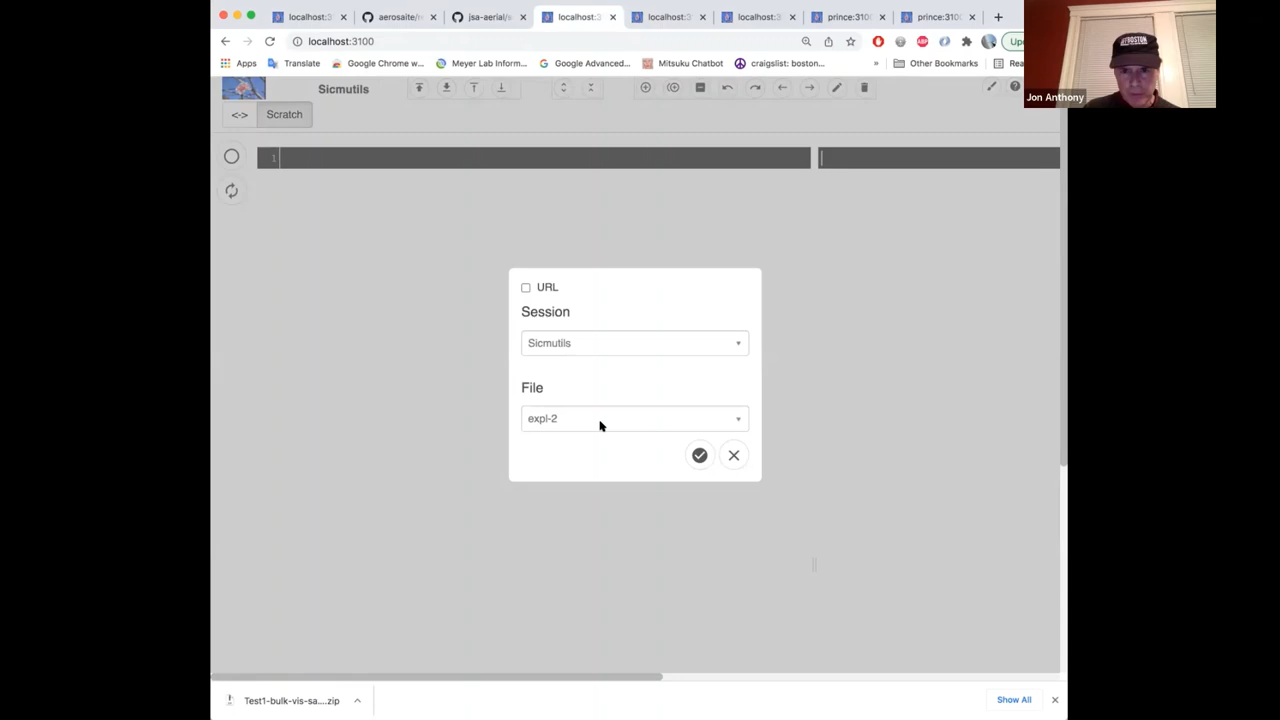 localhost:3
aerosaite/r
jsa-aerial/s
localhost:3
localhost:3
localhost:3
prince:310
prince:310
localhost:3100
Apps
Translate
Google Chrome w...
Meyer Lab Inform...
Google Advanced...
Mitsuku Chatbot
craigslist: boston...
»
Other Bookmarks
Sicmutils
<->
Scratch
1
URL
Session
Sicmutils
File
expl-2
Jon Anthony
Test1-bulk-vis-sa....zip
Show All